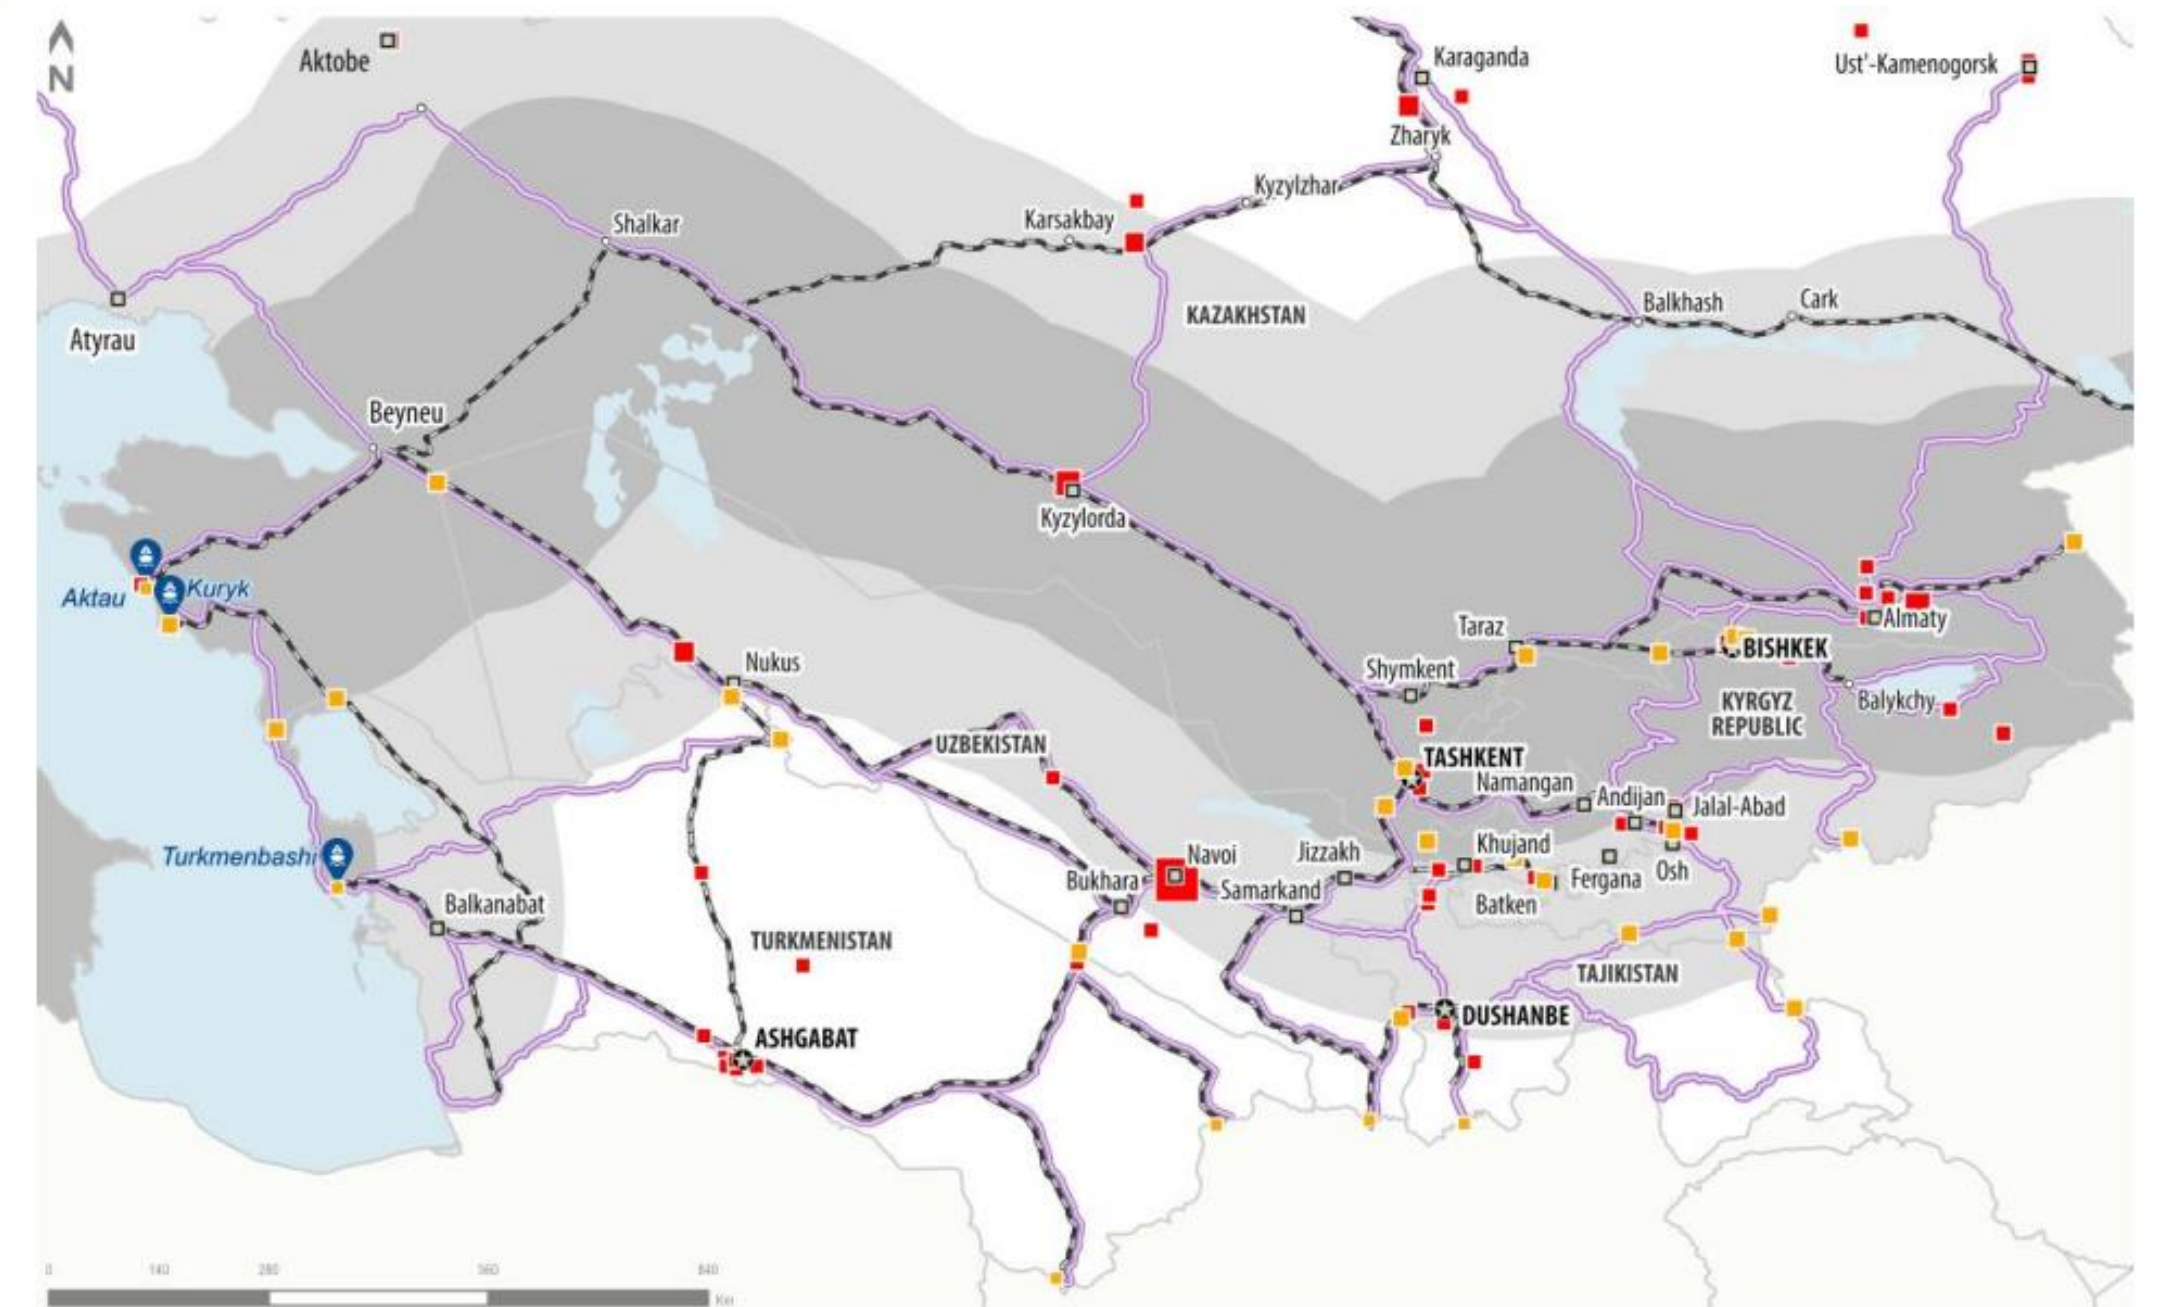 N
Aktobe
Karaganda
Ust'-Kamenogorsk
Zharyk
Kyzylzhar
Karsakbay
Shalkar
KAZAKHSTAN
Balkhash
Cark
Atyrau
Beyneu
Kyzylorda
Aktau
Kuryk
Taraz
Almaty
BISHKEK
Shymkent
Nukus
Balykchy
KYRGYZ
REPUBLIC
UZBEKISTAN
TASHKENT
Namangan
Andijan
Jalal-Abad
Turkmenbashi
Navoi
Jizzakh
Khujand
Bukhara
Samarkand
Fergana
Osh
Balkanabat
Batken
TURKMENISTAN
TAJIKISTAN
DUSHANBE
ASHGABAT
0 140 280 560 840
Km